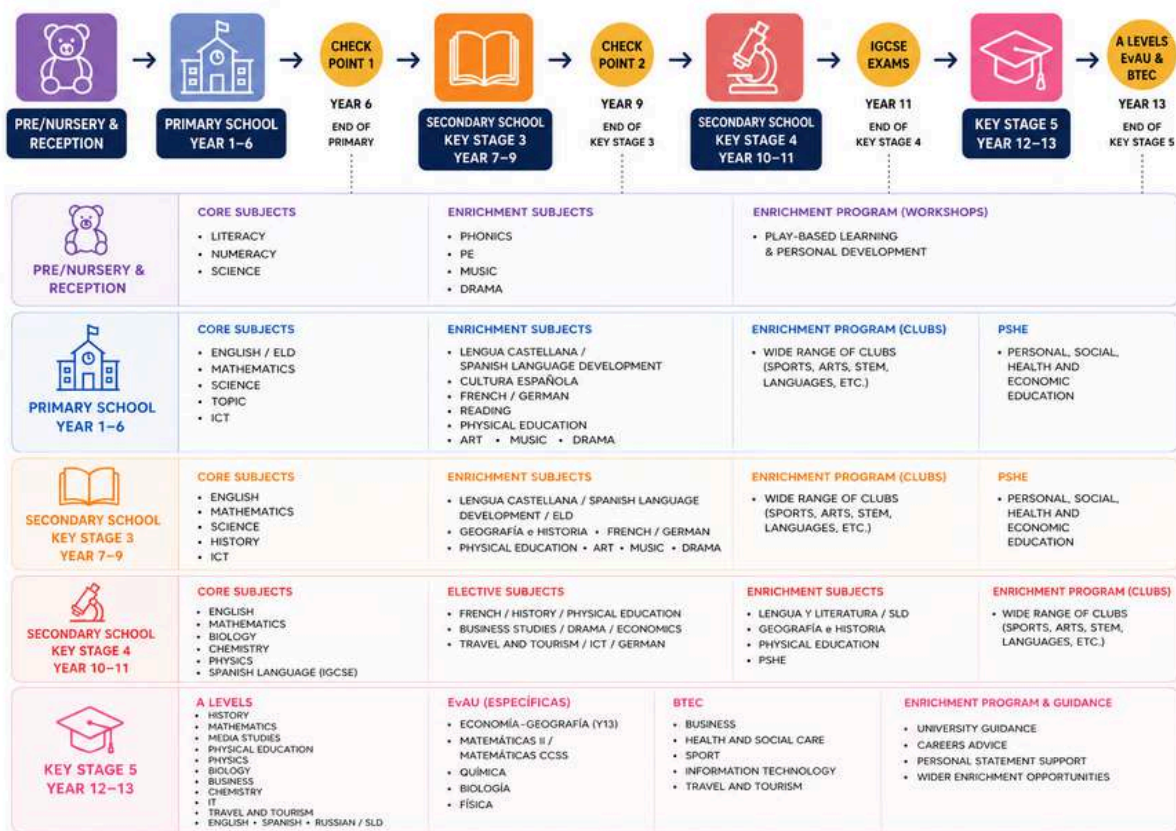 PRE/NURSERY &
RECEPTION
PRIMARY SCHOOL
YEAR 1–6
CHECK
POINT 1
YEAR 6
END OF
PRIMARY
SECONDARY SCHOOL
KEY STAGE 3
YEAR 7–9
CHECK
POINT 2
YEAR 9
END OF
KEY STAGE 3
SECONDARY SCHOOL
KEY STAGE 4
YEAR 10–11
IGCSE
EXAMS
YEAR 11
END OF
KEY STAGE 4
KEY STAGE 5
YEAR 12–13
A LEVELS
EvAU &
BTEC
YEAR 13
END OF
KEY STAGE 5
PRE/NURSERY &
RECEPTION
CORE SUBJECTS
• LITERACY
• NUMERACY
• SCIENCE
ENRICHMENT SUBJECTS
• PHONICS
• PE
• MUSIC
• DRAMA
ENRICHMENT PROGRAM (WORKSHOPS)
• PLAY-BASED LEARNING
& PERSONAL DEVELOPMENT
PRIMARY SCHOOL
YEAR 1–6
CORE SUBJECTS
• ENGLISH / ELD
• MATHEMATICS
• SCIENCE
• TOPIC
• ICT
ENRICHMENT SUBJECTS
• LENGUA CASTELLANA /
SPANISH LANGUAGE DEVELOPMENT
• CULTURA ESPAÑOLA
• FRENCH / GERMAN
• READING
• PHYSICAL EDUCATION
• ART • MUSIC • DRAMA
ENRICHMENT PROGRAM (CLUBS)
• WIDE RANGE OF CLUBS
(SPORTS, ARTS, STEM,
LANGUAGES, ETC.)
PSHE
• PERSONAL, SOCIAL,
HEALTH AND
ECONOMIC
EDUCATION
SECONDARY SCHOOL
KEY STAGE 3
YEAR 7–9
CORE SUBJECTS
• ENGLISH
• MATHEMATICS
• SCIENCE
• HISTORY
• ICT
ENRICHMENT SUBJECTS
• LENGUA CASTELLANA / SPANISH LANGUAGE
DEVELOPMENT / ELD
• GEOGRAFÍA e HISTORIA • FRENCH / GERMAN
• PHYSICAL EDUCATION • ART • MUSIC • DRAMA
ENRICHMENT PROGRAM (CLUBS)
• WIDE RANGE OF CLUBS
(SPORTS, ARTS, STEM,
LANGUAGES, ETC.)
PSHE
• PERSONAL, SOCIAL,
HEALTH AND
ECONOMIC
EDUCATION
SECONDARY SCHOOL
KEY STAGE 4
YEAR 10–11
CORE SUBJECTS
• ENGLISH
• MATHEMATICS
• BIOLOGY
• CHEMISTRY
• PHYSICS
• SPANISH LANGUAGE (IGCSE)
ELECTIVE SUBJECTS
• FRENCH / HISTORY / PHYSICAL EDUCATION
• BUSINESS STUDIES / DRAMA / ECONOMICS
• TRAVEL AND TOURISM / ICT / GERMAN
ENRICHMENT SUBJECTS
• LENGUA Y LITERATURA / SLD
• GEOGRAFÍA e HISTORIA
• PHYSICAL EDUCATION
• PSHE
ENRICHMENT PROGRAM (CLUBS)
• WIDE RANGE OF CLUBS
(SPORTS, ARTS, STEM,
LANGUAGES, ETC.)
KEY STAGE 5
YEAR 12–13
A LEVELS
• HISTORY
• MATHEMATICS
• MEDIA STUDIES
• PHYSICAL EDUCATION
• PHYSICS
• BIOLOGY
• BUSINESS
• CHEMISTRY
• IT
• TRAVEL AND TOURISM
• ENGLISH • SPANISH • RUSSIAN / SLD
EvAU (ESPECÍFICAS)
• ECONOMÍA–GEOGRAFÍA (Y13)
• MATEMÁTICAS II /
MATEMÁTICAS CCSS
• QUÍMICA
• BIOLOGÍA
• FÍSICA
BTEC
• BUSINESS
• HEALTH AND SOCIAL CARE
• SPORT
• INFORMATION TECHNOLOGY
• TRAVEL AND TOURISM
ENRICHMENT PROGRAM & GUIDANCE
• UNIVERSITY GUIDANCE
• CAREERS ADVICE
• PERSONAL STATEMENT SUPPORT
• WIDER ENRICHMENT OPPORTUNITIES